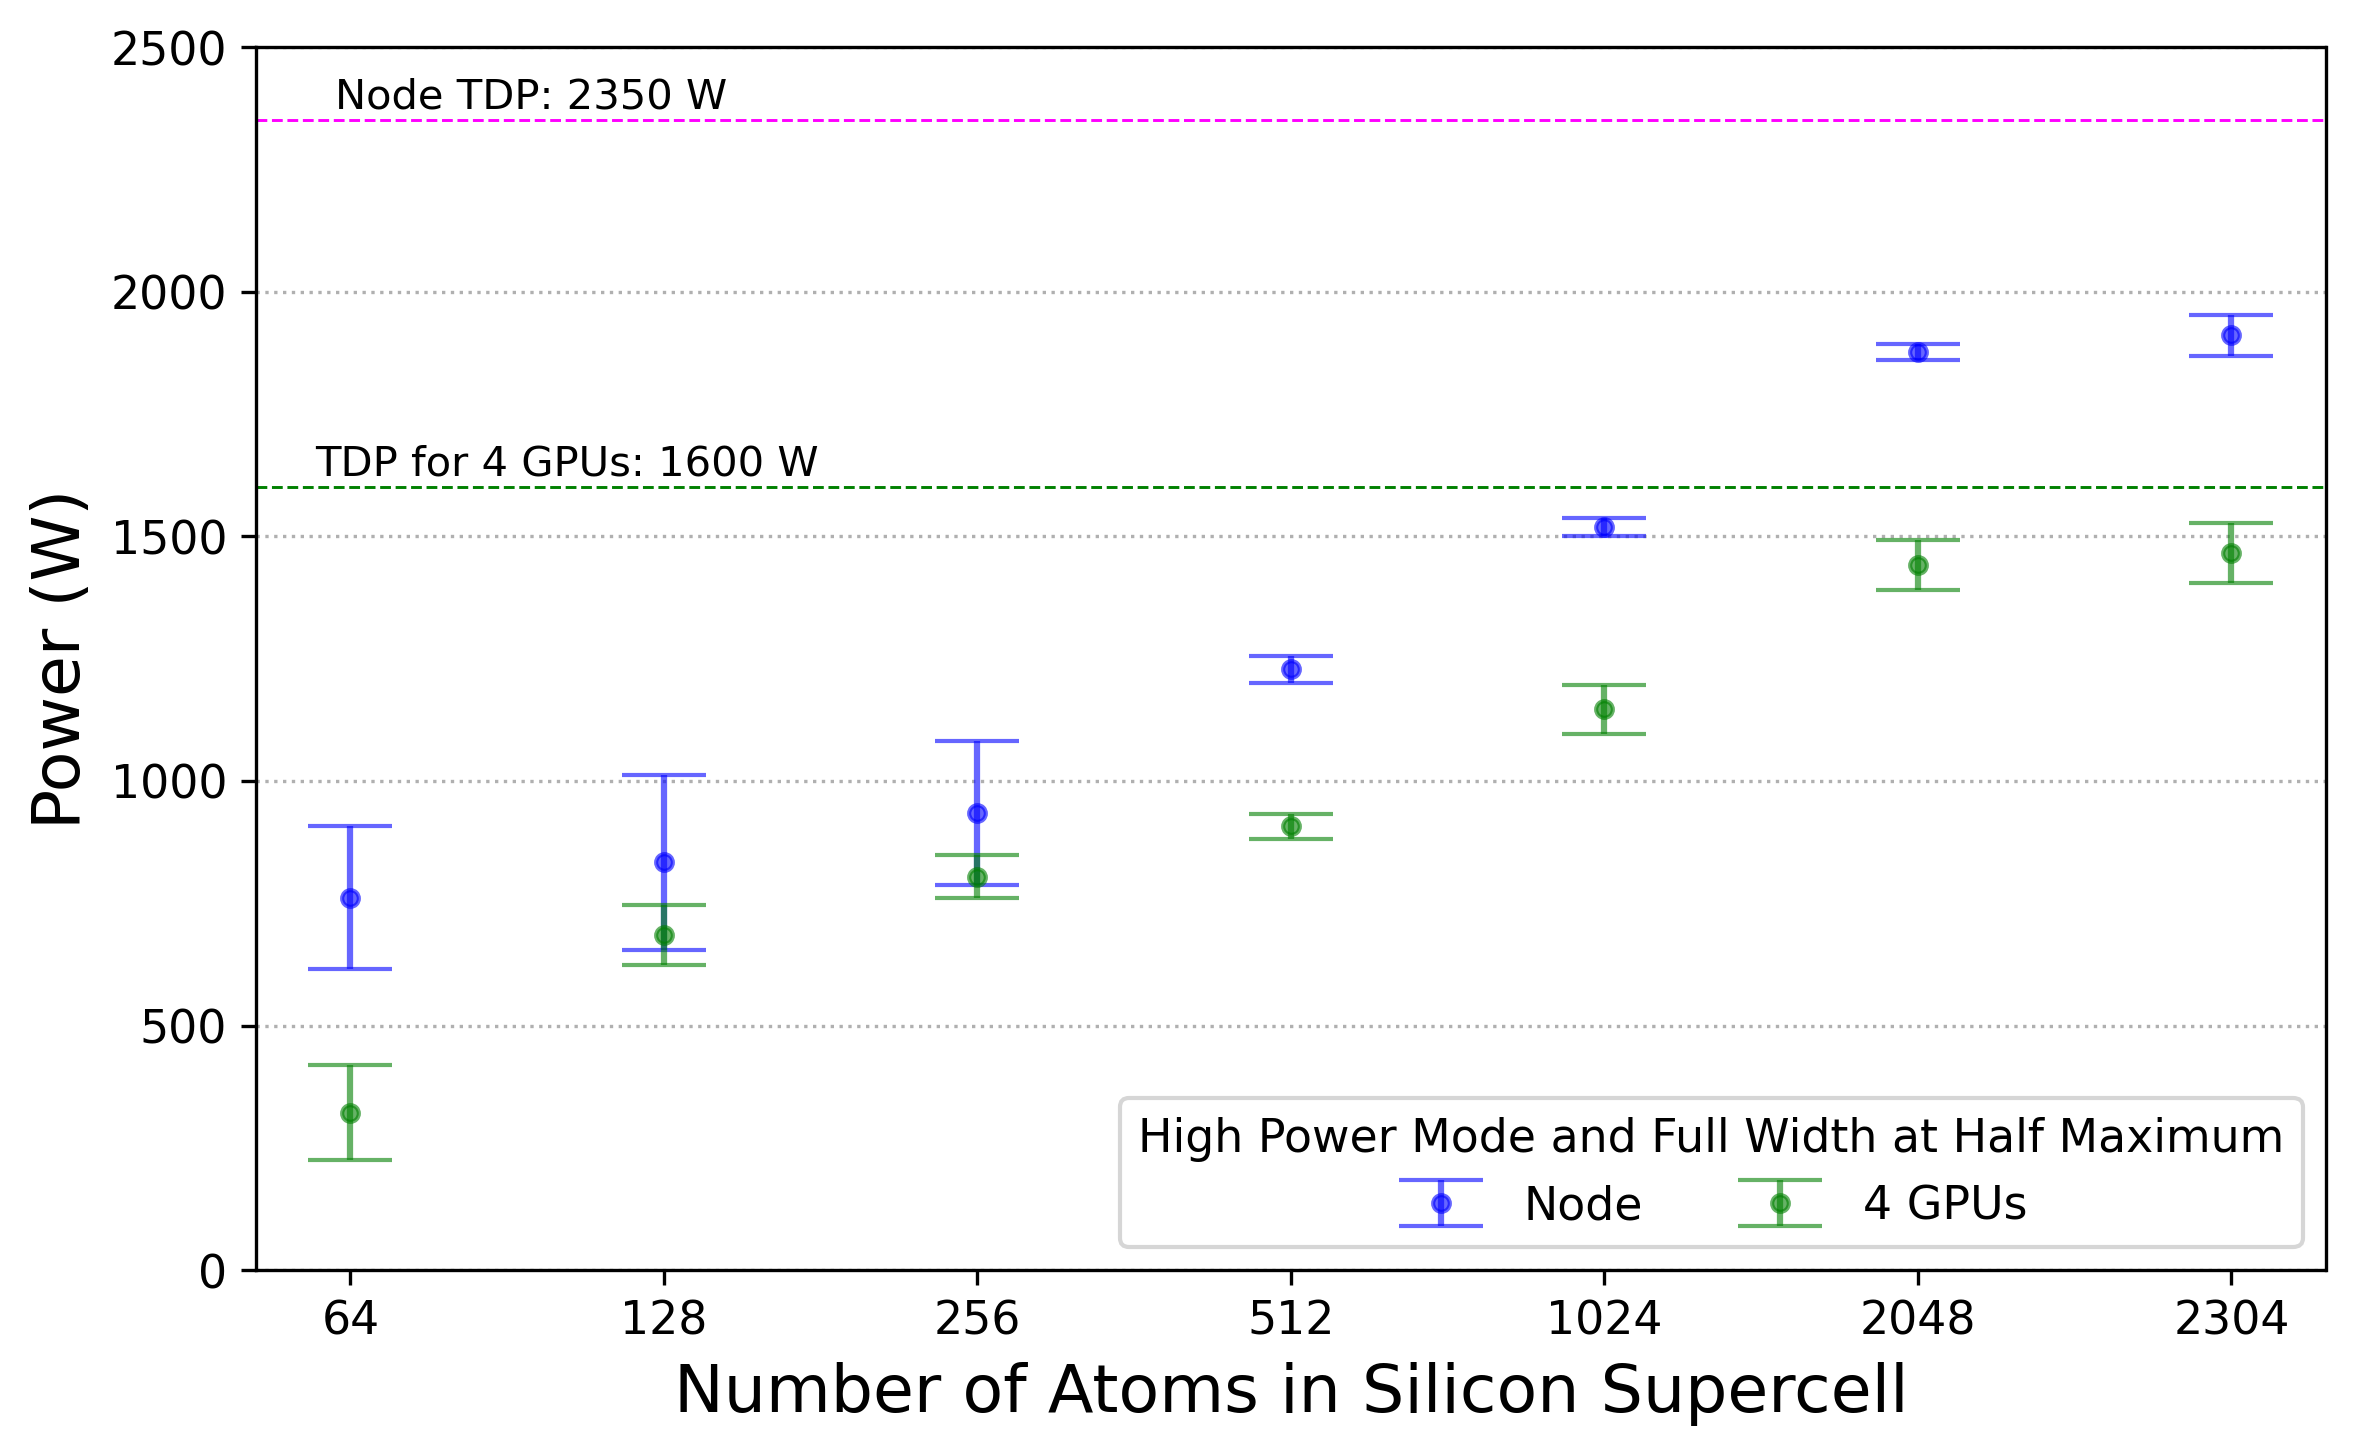 2500
Node TDP: 2350 W
2000
TDP for 4 GPUs: 1600 W
1500
1000
500
0
Power (W)
High Power Mode and Full Width at Half Maximum
Node 4 GPUs
64 128 256 512 1024 2048 2304
Number of Atoms in Silicon Supercell